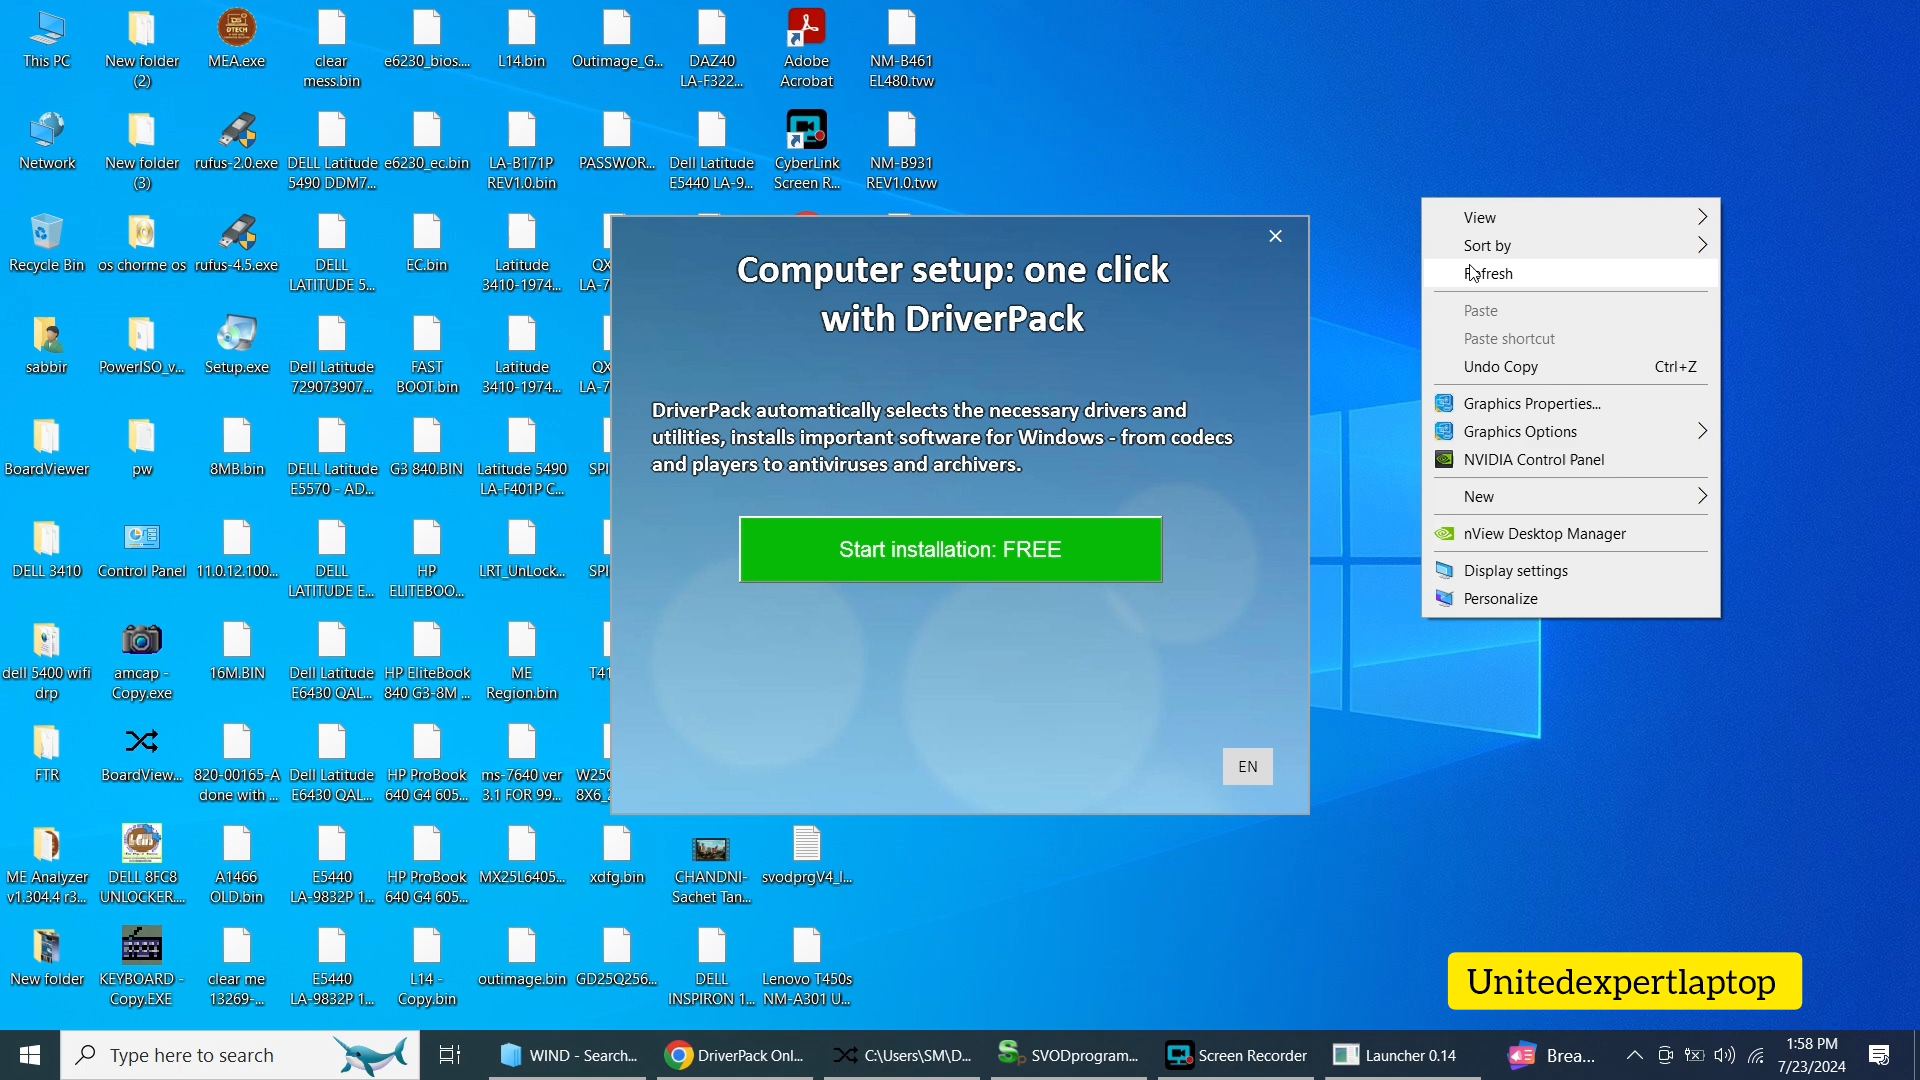 This PC
New folder
(2)
MEA.exe
clear
mess.bin
e6230_bios....
L14.bin
Outimage_G...
DAZ40
LA-F322...
Adobe
Acrobat
NM-B461
EL480.tvw
Network
New folder
(3)
rufus-2.0.exe
DELL Latitude
5490 DDM7...
e6230_ec.bin
LA-B171P
REV1.0.bin
PASSWOR...
Dell Latitude
E5440 LA-9...
CyberLink
Screen R...
NM-B931
REV1.0.tvw
Recycle Bin
os chorme os
rufus-4.5.exe
DELL
LATITUDE 5...
EC.bin
Latitude
3410-1974...
QX
LA-7
sabbir
PowerISO_v...
Setup.exe
Dell Latitude
729073907...
FAST
BOOT.bin
Latitude
3410-1974...
QX
LA-7
BoardViewer
pw
8MB.bin
DELL Latitude
E5570 - AD...
G3 840.BIN
Latitude 5490
LA-F401P C...
SPI
DELL 3410
Control Panel
11.0.12.100...
DELL
LATITUDE E...
HP
ELITEBOO...
LRT_UnLock...
SPI
dell 5400 wifi
drp
amcap -
Copy.exe
16M.BIN
Dell Latitude
E6430 QAL...
HP EliteBook
840 G3-8M ...
ME
Region.bin
T41
FTR
BoardView...
820-00165-A
done with ...
Dell Latitude
E6430 QAL...
HP ProBook
640 G4 605...
ms-7640 ver
3.1 FOR 99...
W25Q
8X6_
ME Analyzer
v1.304.4 r3...
DELL 8FC8
UNLOCKER....
A1466
OLD.bin
E5440
LA-9832P 1...
HP ProBook
640 G4 605...
MX25L6405...
xdfg.bin
CHANDNI-
Sachet Tan...
svodprgV4_I...
New folder
KEYBOARD -
Copy.EXE
clear me
13269-...
E5440
LA-9832P 1...
L14 -
Copy.bin
outimage.bin
GD25Q256...
DELL
INSPIRON 1...
Lenovo T450s
NM-A301 U...
Computer setup: one click
with DriverPack
DriverPack automatically selects the necessary drivers and
utilities, installs important software for Windows - from codecs
and players to antiviruses and archivers.
Start installation: FREE
EN
View
Sort by
Refresh
Paste
Paste shortcut
Undo Copy Ctrl+Z
Graphics Properties...
Graphics Options
NVIDIA Control Panel
New
nView Desktop Manager
Display settings
Personalize
Unitedexpertlaptop
Type here to search
WIND - Search...
DriverPack Onl...
C:\Users\SM\D...
SVODprogram...
Screen Recorder
Launcher 0.14
Brea...
1:58 PM
7/23/2024